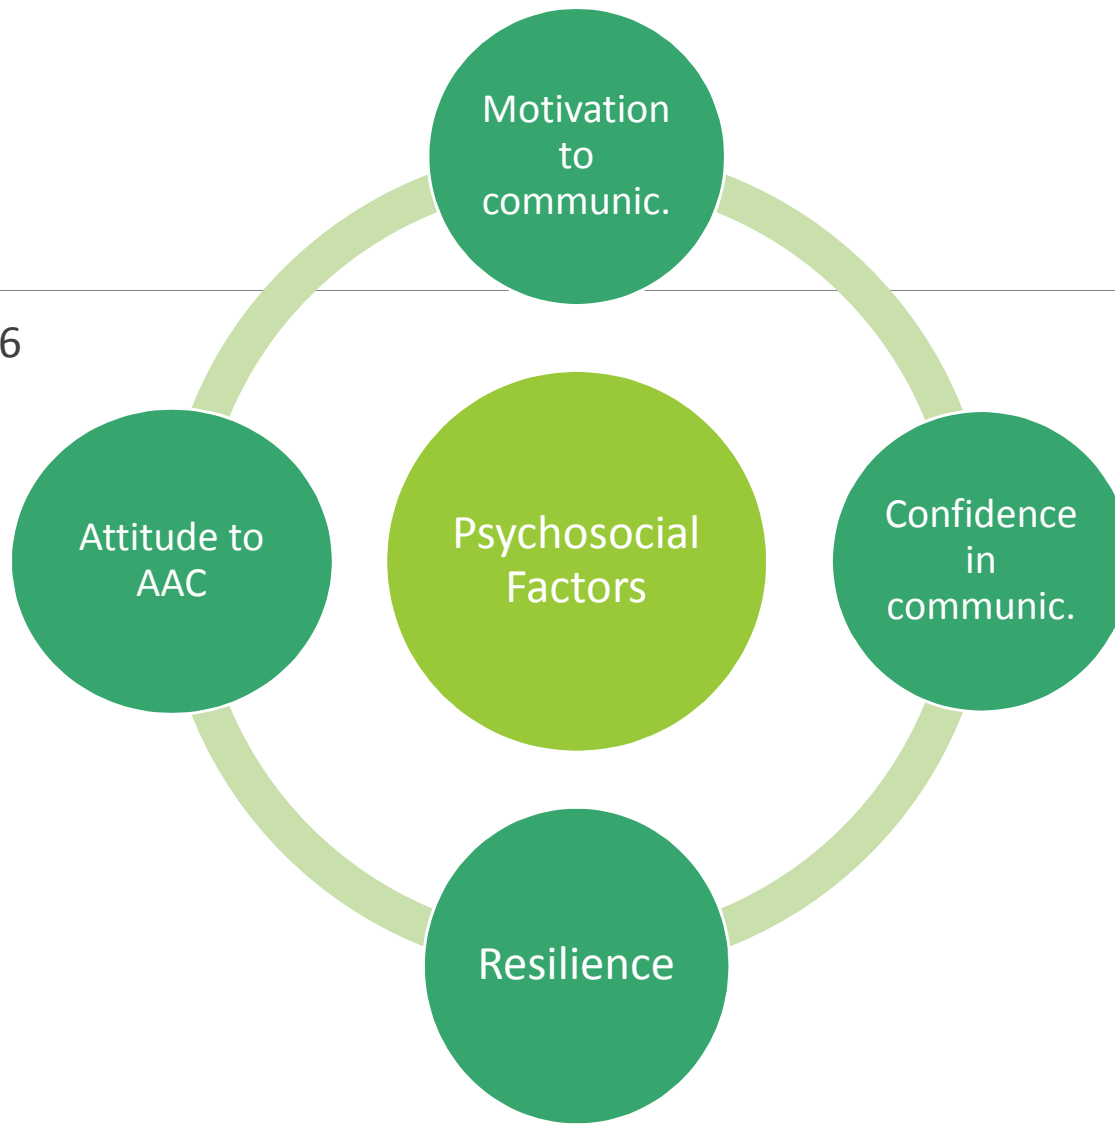 Motivation
to
communic.
6
Attitude to
AAC
Psychosocial
Factors
Confidence
in
communic.
Resilience